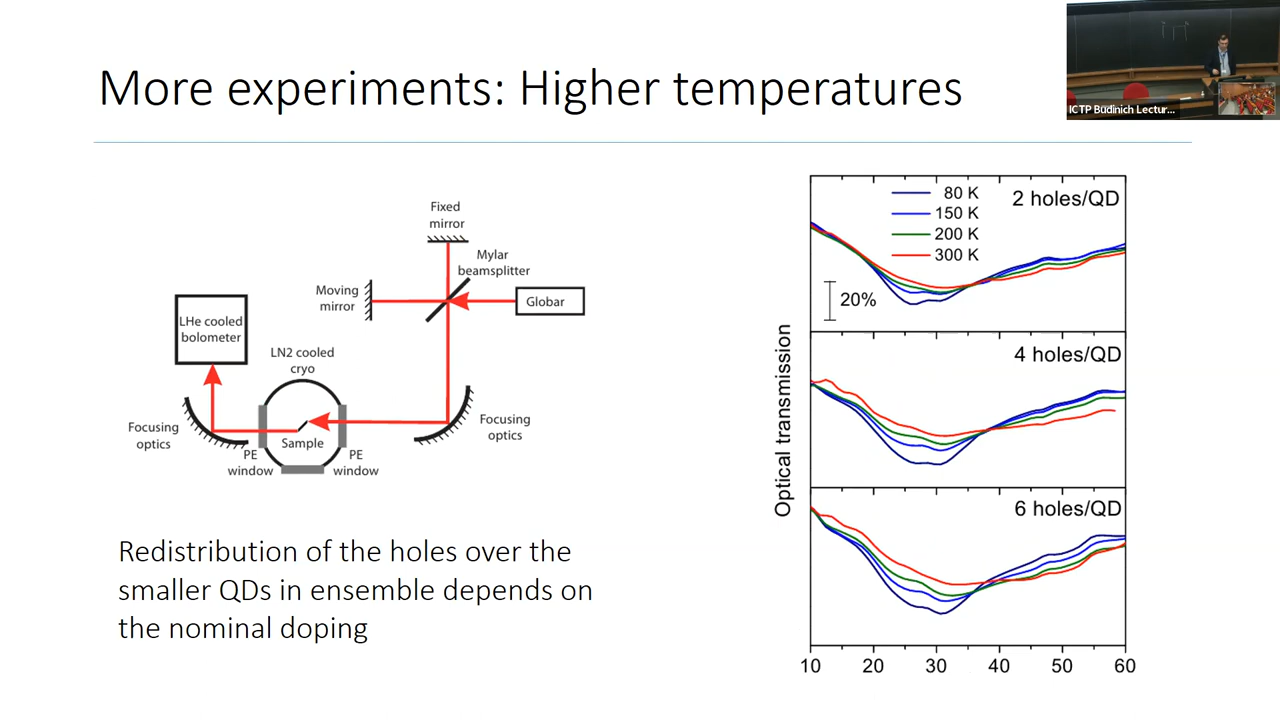 More experiments: Higher temperatures
ICTP Budinich Lectur...
Fixed
mirror
Mylar
beamsplitter
Moving
mirror
Globar
LHe cooled
bolometer
LN2 cooled
cryo
Focusing
optics
Sample
Focusing
optics
PE
window
PE
window
Redistribution of the holes over the
smaller QDs in ensemble depends on
the nominal doping
80 K
150 K
200 K
300 K
2 holes/QD
20%
4 holes/QD
6 holes/QD
Optical transmission
10 20 30 40 50 60